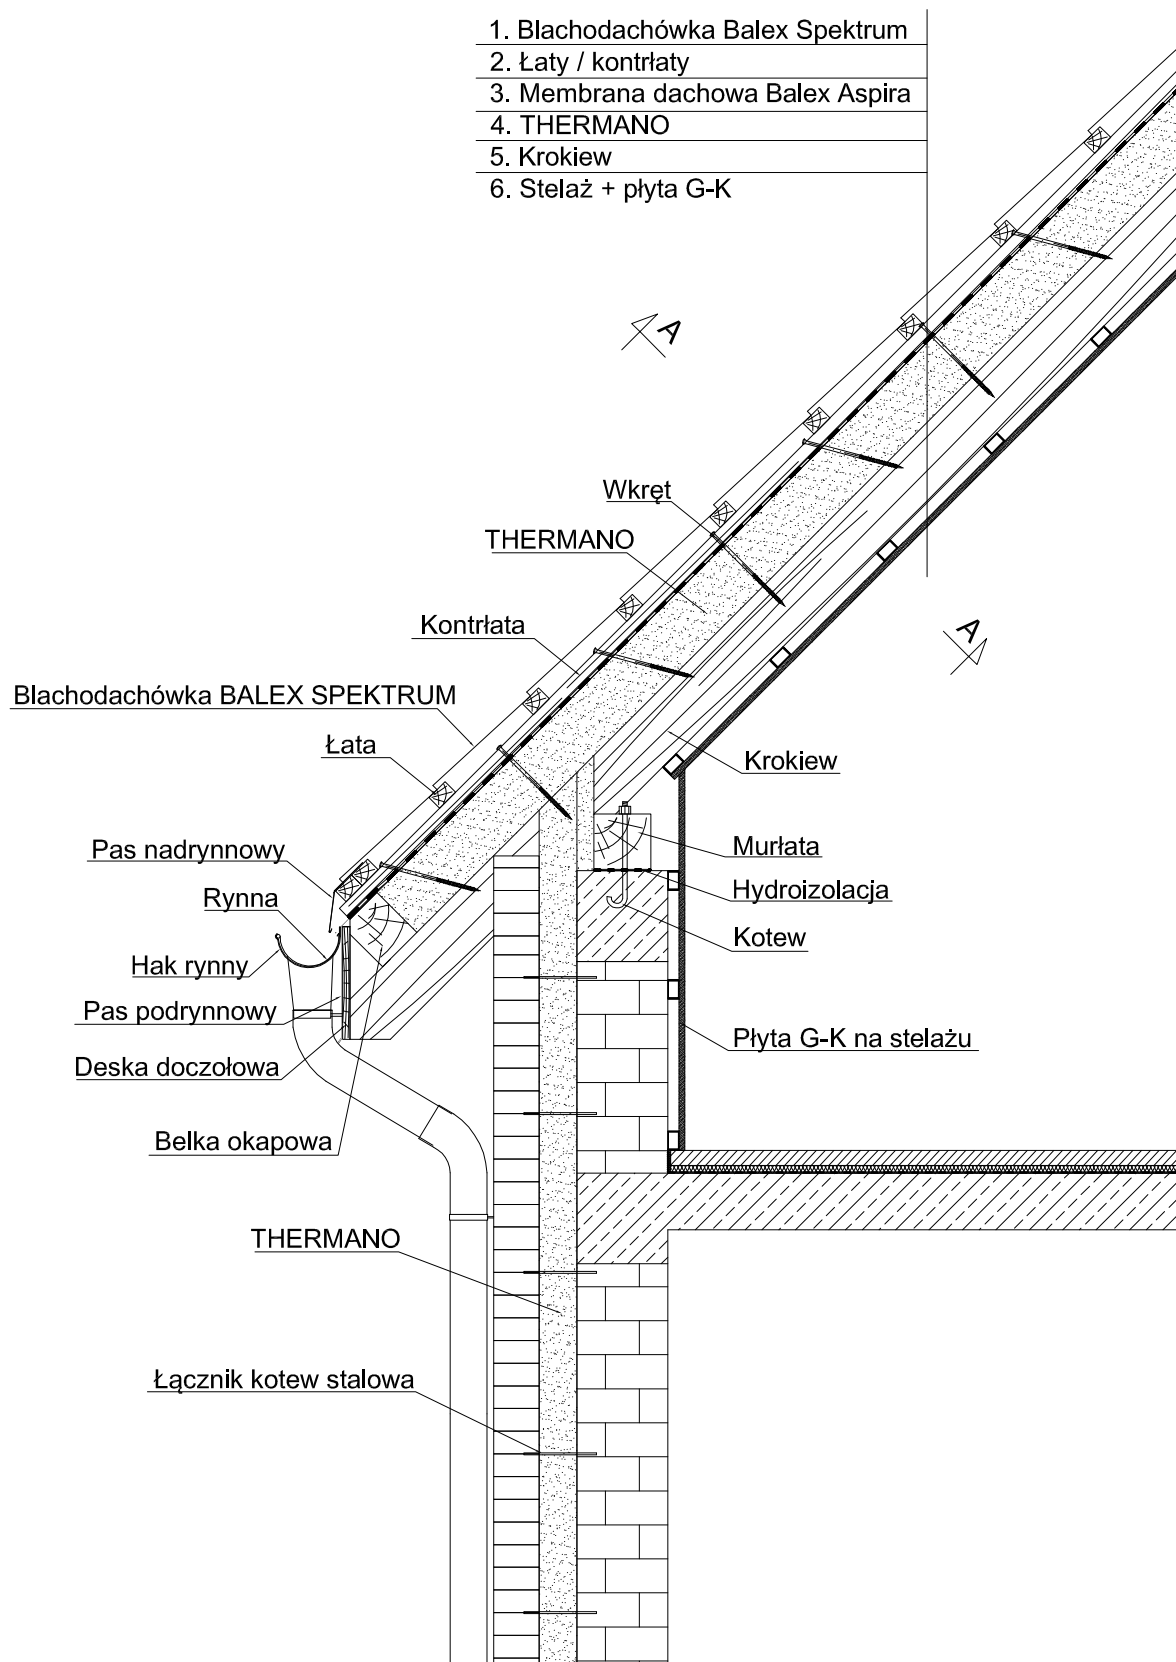 1. Blachodachówka Balex Spektrum
2. Łaty / kontrłaty
3. Membrana dachowa Balex Aspira
4. THERMANO
5. Krokiew
6. Stelaż + płyta G-K
A
Wkręt
THERMANO
Kontrłata
A
Blachodachówka BALEX SPEKTRUM
Łata
Krokiew
Pas nadrynnowy
Murłata
Rynna
Hydroizolacja
Kotew
Hak rynny
Pas podrynnowy
Płyta G-K na stelażu
Deska doczołowa
Belka okapowa
THERMANO
Łącznik kotew stalowa